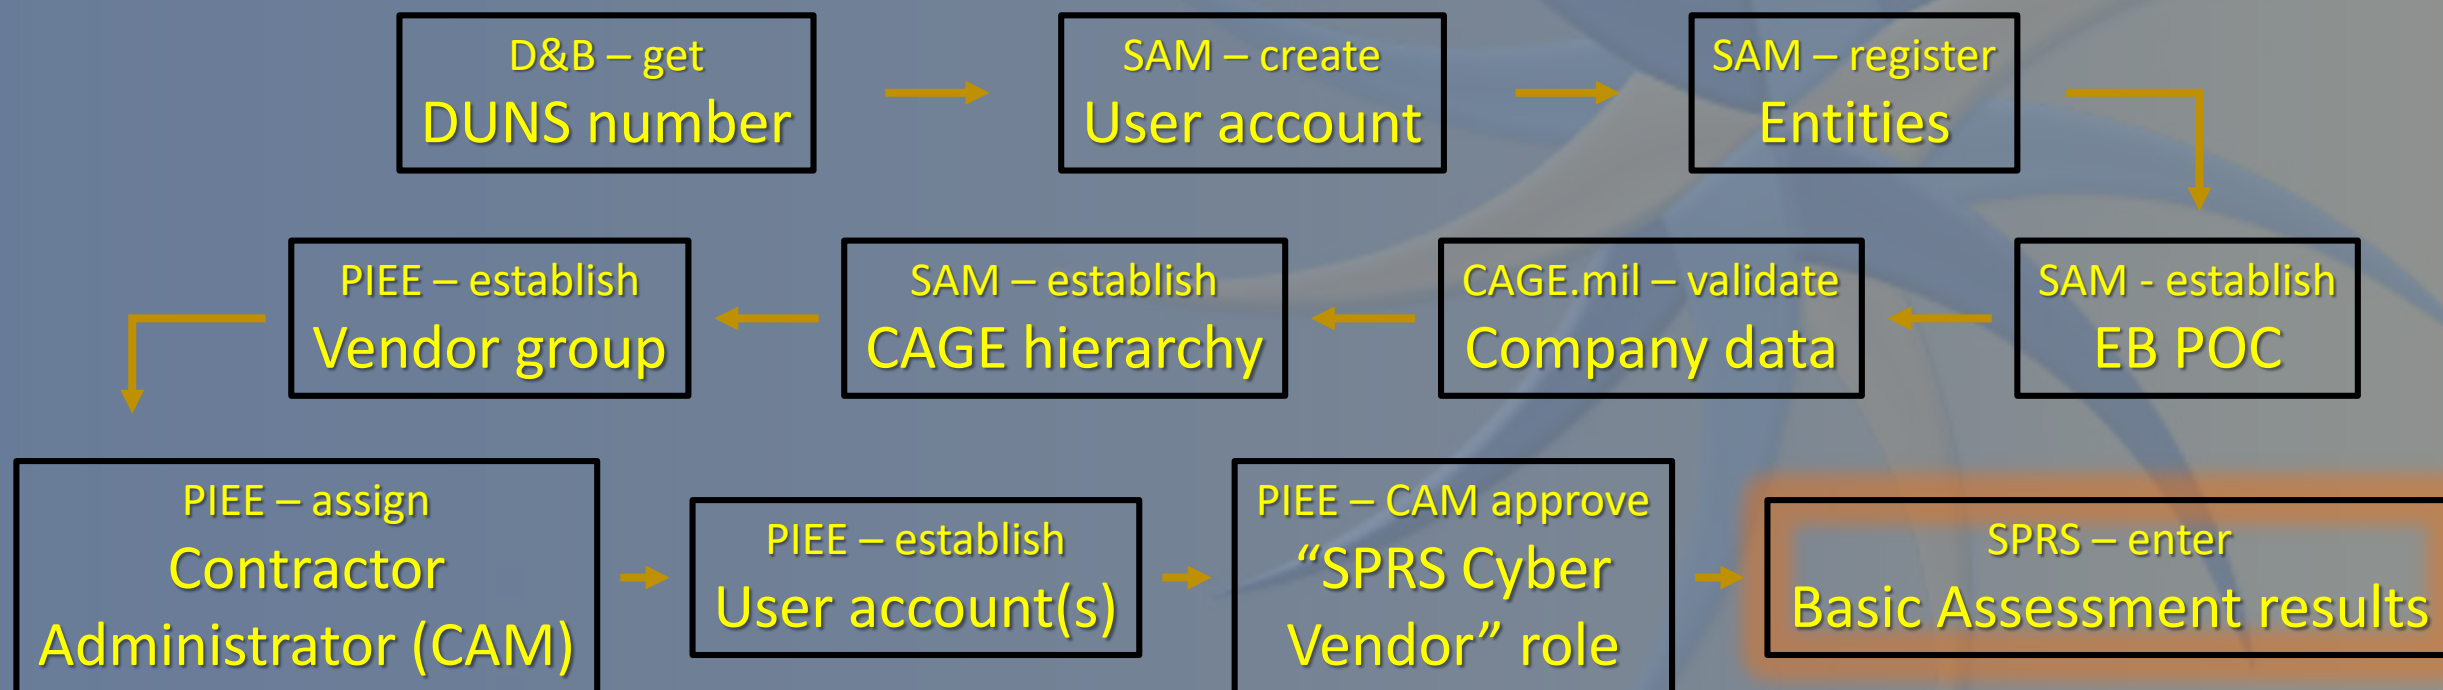 D&B – get
DUNS number
SAM – create
User account
SAM – register
Entities
SAM - establish
EB POC
CAGE.mil – validate
Company data
SAM – establish
CAGE hierarchy
PIEE – establish
Vendor group
PIEE – assign
Contractor
Administrator (CAM)
PIEE – establish
User account(s)
PIEE – CAM approve
“SPRS Cyber
Vendor” role
SPRS – enter
Basic Assessment results